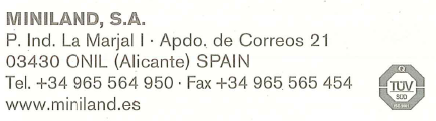 MINILAND, S.A.
P. Ind. La Marjal I · Apdo. de Correos 21
03430 ONIL (Alicante) SPAIN
Tel. +34 965 564 950 · Fax +34 965 565 454
www.miniland.es
TÜV
SÜD